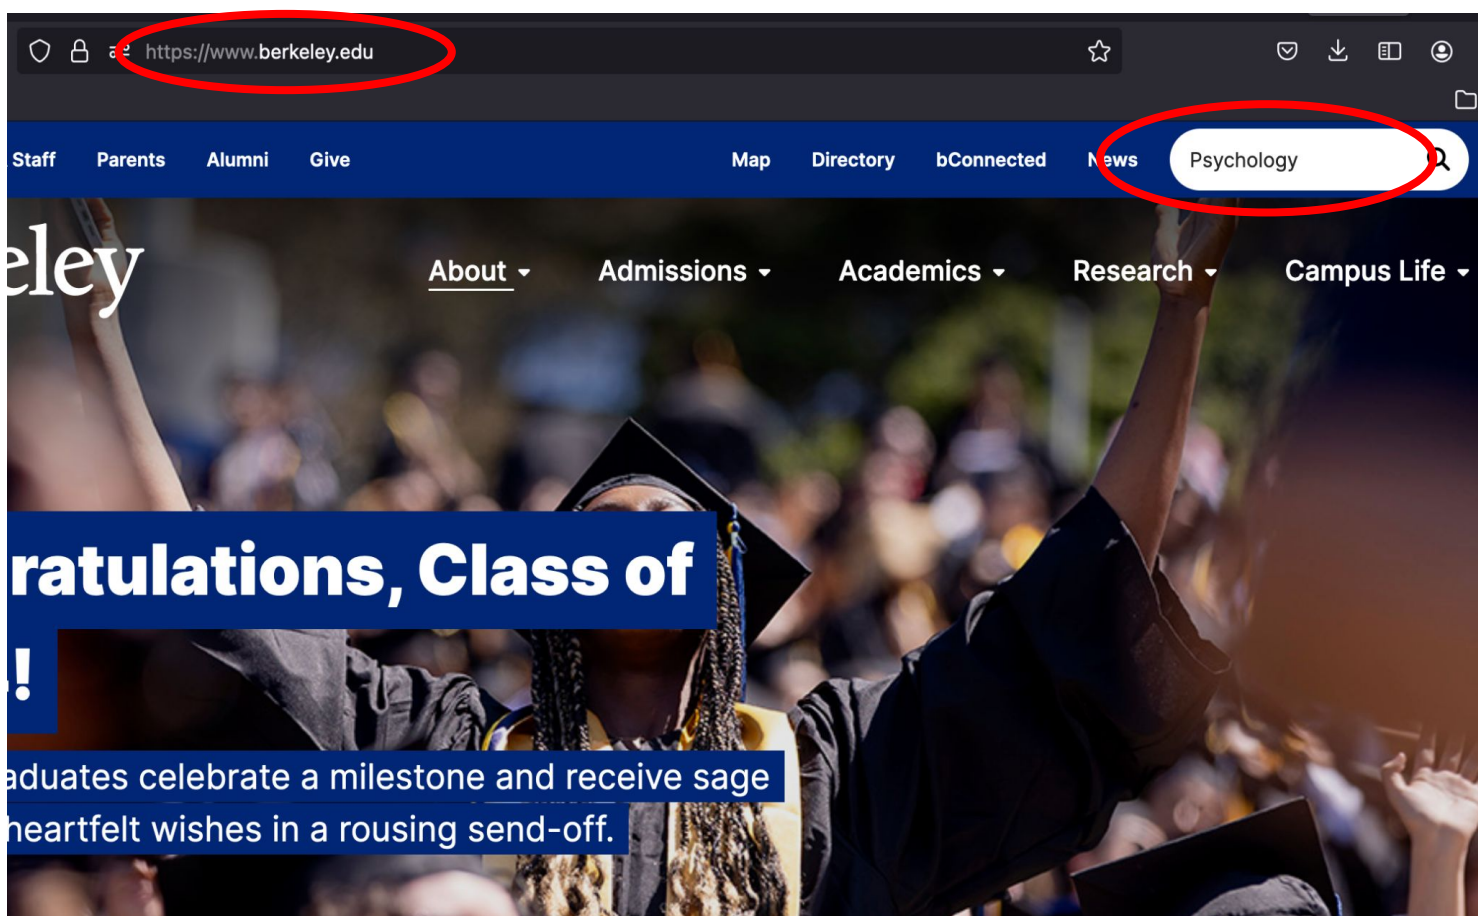 https://www.berkeley.edu
Staff Parents Alumni Give Map Directory bConnected News Psychology
eley
About Admissions Academics Research Campus Life
ratulations, Class of
!
aduates celebrate a milestone and receive sage
heartfelt wishes in a rousing send-off.